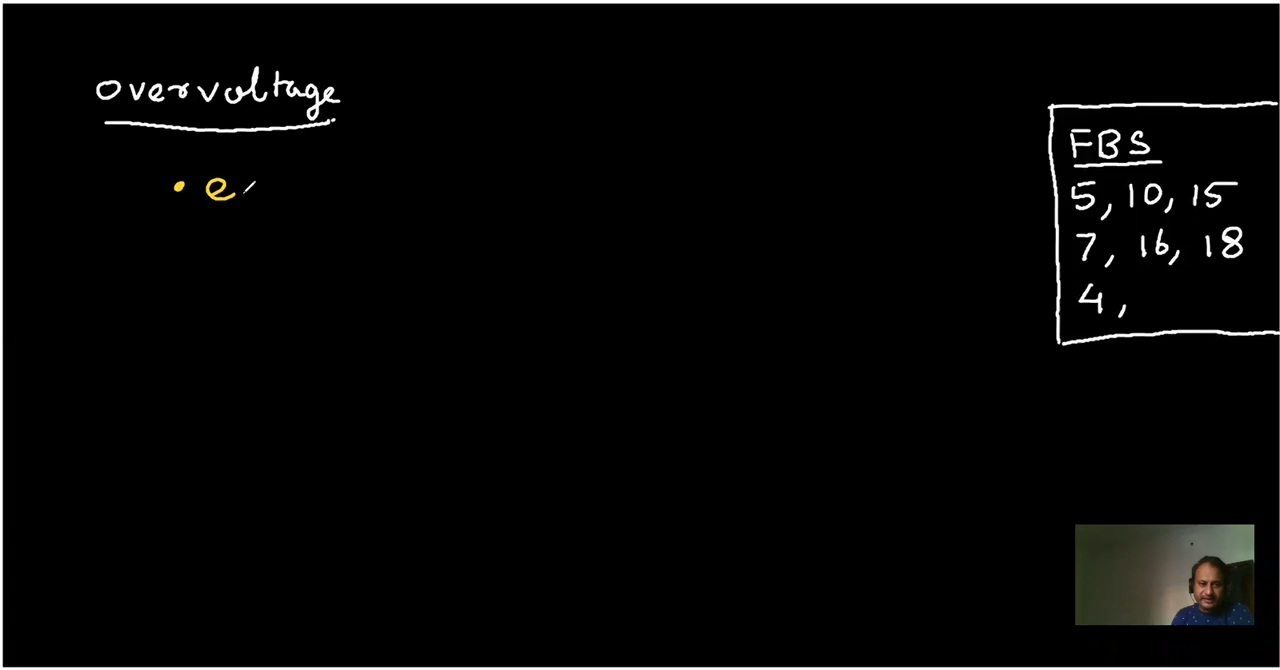 overvoltage
• e
FBS
5, 10, 15
7, 16, 18
4,